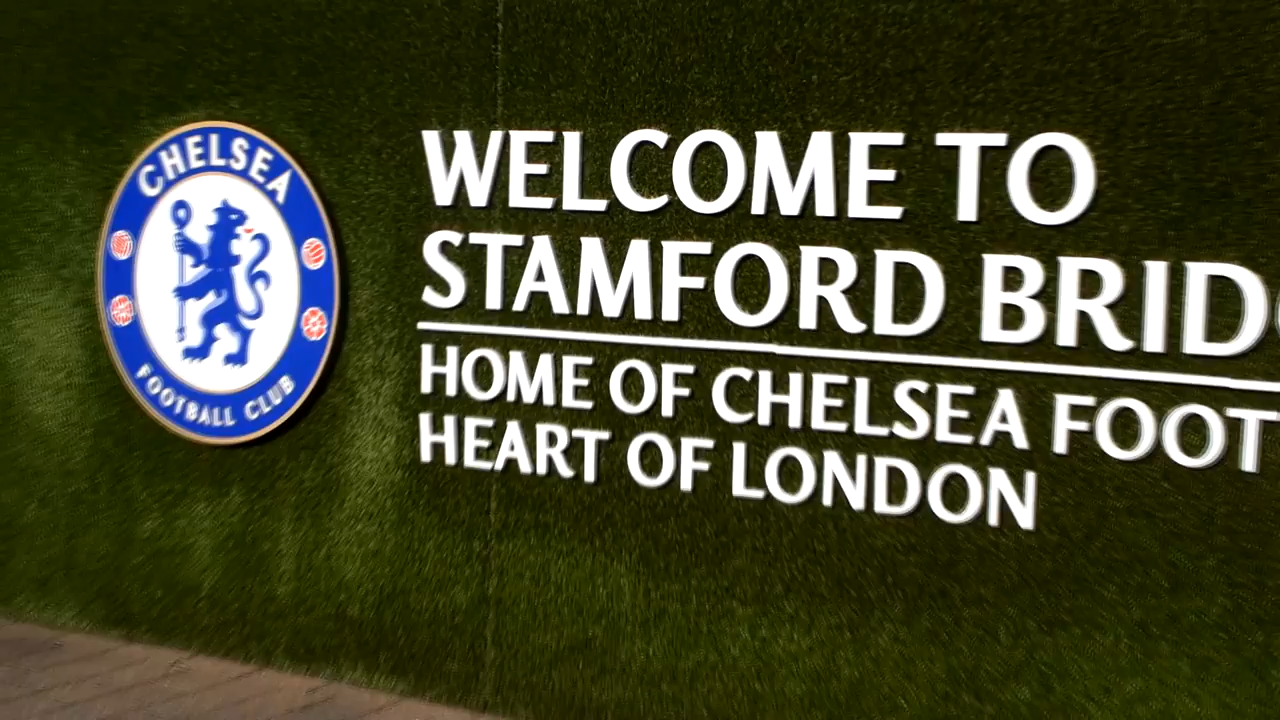 CHELSEA
FOOTBALL CLUB
WELCOME TO
STAMFORD BRID
HOME OF CHELSEA FOOT
HEART OF LONDON